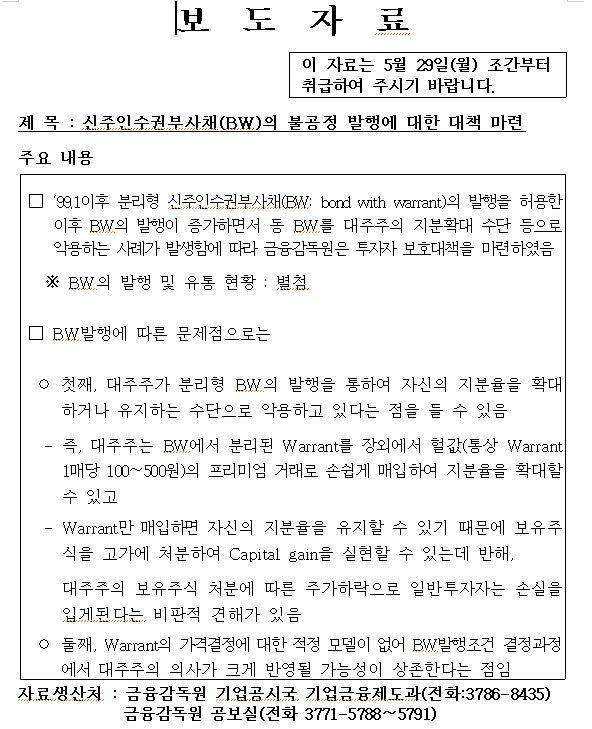 보 도 자 료
이 자료는 5월 29일(월) 조간부터
취급하여 주시기 바랍니다.
제 목 : 신주인수권부사채(BW)의 불공정 발행에 대한 대책 마련
주요 내용
□ '99.1이후 분리형 신주인수권부사채(BW: bond with warrant)의 발행을 허용한
이후 BW의 발행이 증가하면서 동 BW를 대주주의 지분확대 수단 등으로
악용하는 사례가 발생함에 따라 금융감독원은 투자자 보호대책을 마련하였음
※ BW의 발행 및 유통 현황 : 별첨
□ BW발행에 따른 문제점으로는
○ 첫째, 대주주가 분리형 BW의 발행을 통하여 자신의 지분율을 확대
하거나 유지하는 수단으로 악용하고 있다는 점을 들 수 있음
- 즉, 대주주는 BW에서 분리된 Warrant를 장외에서 헐값(통상 Warrant
1매당 100~500원)의 프리미엄 거래로 손쉽게 매입하여 지분율을 확대할
수 있고
- Warrant만 매입하면 자신의 지분율을 유지할 수 있기 때문에 보유주
식을 고가에 처분하여 Capital gain을 실현할 수 있는데 반해,
대주주의 보유주식 처분에 따른 주가하락으로 일반투자자는 손실을
입게된다는 비판적 견해가 있음
○ 둘째, Warrant의 가격결정에 대한 적정 모델이 없어 BW발행조건 결정과정
에서 대주주의 의사가 크게 반영될 가능성이 상존한다는 점임
자료생산처 : 금융감독원 기업공시국 기업금융제도과(전화:3786-8435)
금융감독원 공보실(전화 3771-5788~5791)